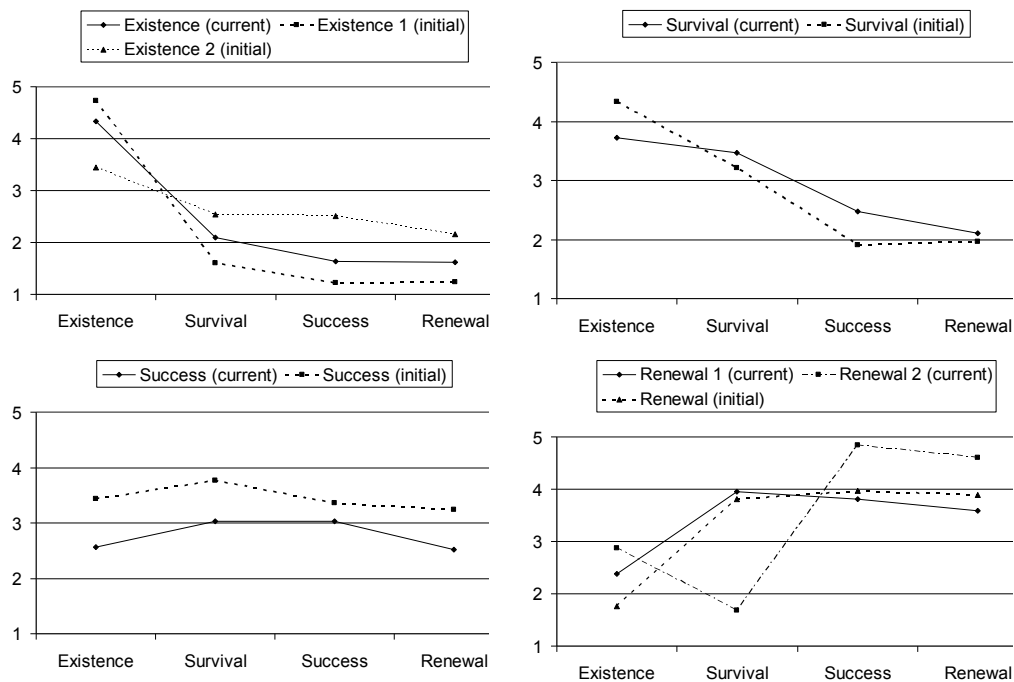 Existence (current) Existence 1 (initial)
Existence 2 (initial)
5
4
3
2
1
Existence Survival Success Renewal
Survival (current) Survival (initial)
5
4
3
2
1
Existence Survival Success Renewal
Success (current) Success (initial)
5
4
3
2
1
Existence Survival Success Renewal
Renewal 1 (current) Renewal 2 (current)
Renewal (initial)
5
4
3
2
1
Existence Survival Success Renewal